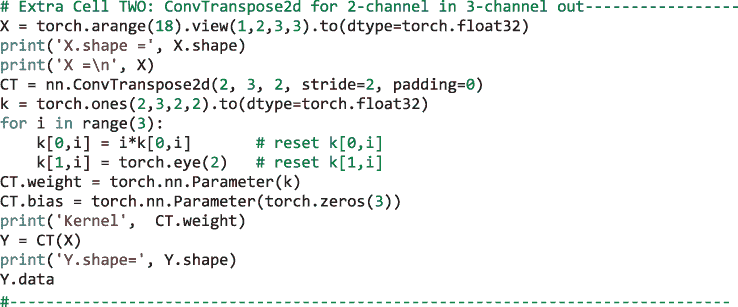 # Extra Cell TWO: ConvTranspose2d for 2-channel in 3-channel out-----------------
X = torch.arange(18).view(1,2,3,3).to(dtype=torch.float32)
print('X.shape =', X.shape)
print('X =\n', X)
CT = nn.ConvTranspose2d(2, 3, 2, stride=2, padding=0)
k = torch.ones(2,3,2,2).to(dtype=torch.float32)
for i in range(3):
    k[0,i] = i*k[0,i]       # reset k[0,i]
    k[1,i] = torch.eye(2)   # reset k[1,i]
CT.weight = torch.nn.Parameter(k)
CT.bias = torch.nn.Parameter(torch.zeros(3))
print('Kernel',  CT.weight)
Y = CT(X)
print('Y.shape=', Y.shape)
Y.data
#-------------------------------------------------------------------------------